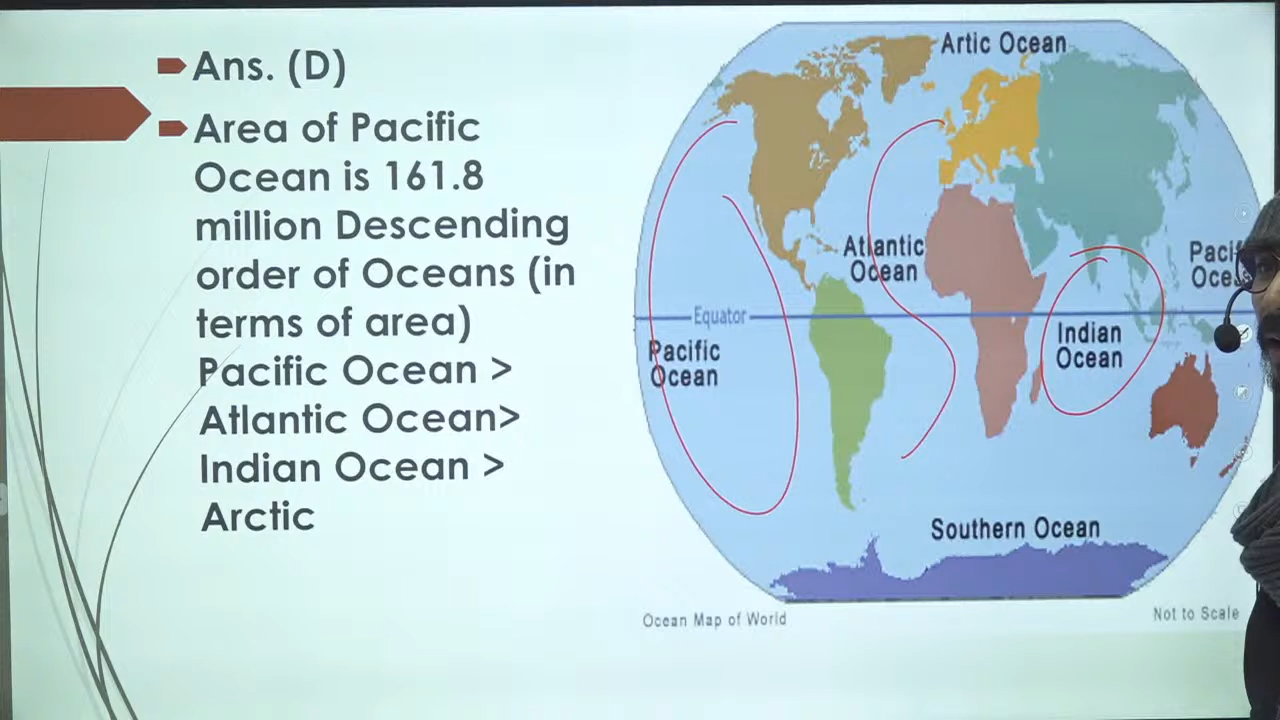 Ans. (D)
Area of Pacific
Ocean is 161.8
million Descending
order of Oceans (in
terms of area)
Pacific Ocean >
Atlantic Ocean>
Indian Ocean >
Arctic
Artic Ocean
Atlantic
Ocean
Equator
Pacific
Ocean
Indian
Ocean
Southern Ocean
Ocean Map of World
Not to Scale